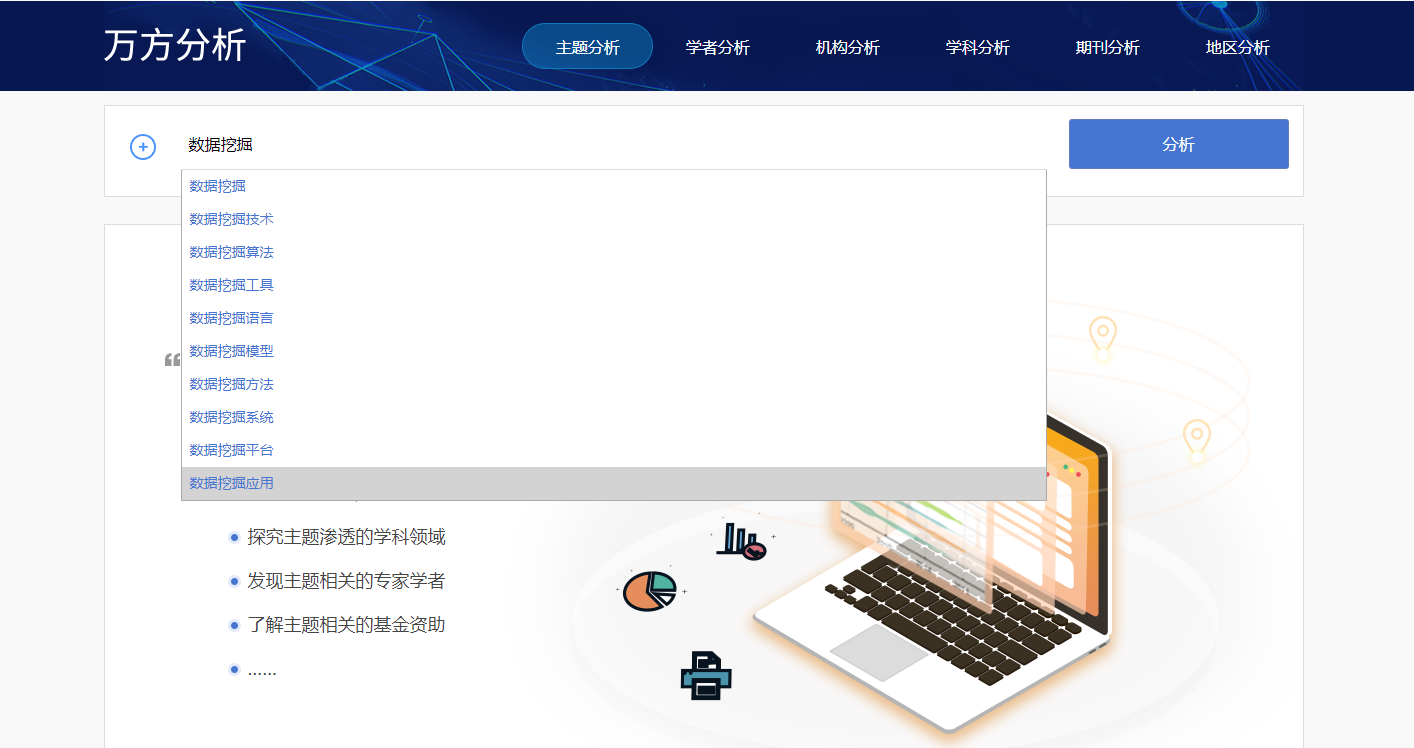 万方分析
主题分析 学者分析 机构分析 学科分析 期刊分析 地区分析
数据挖掘
分析
数据挖掘
数据挖掘技术
数据挖掘算法
数据挖掘工具
数据挖掘语言
数据挖掘模型
数据挖掘方法
数据挖掘系统
数据挖掘平台
数据挖掘应用
“
探究主题渗透的学科领域
发现主题相关的专家学者
了解主题相关的基金资助
......